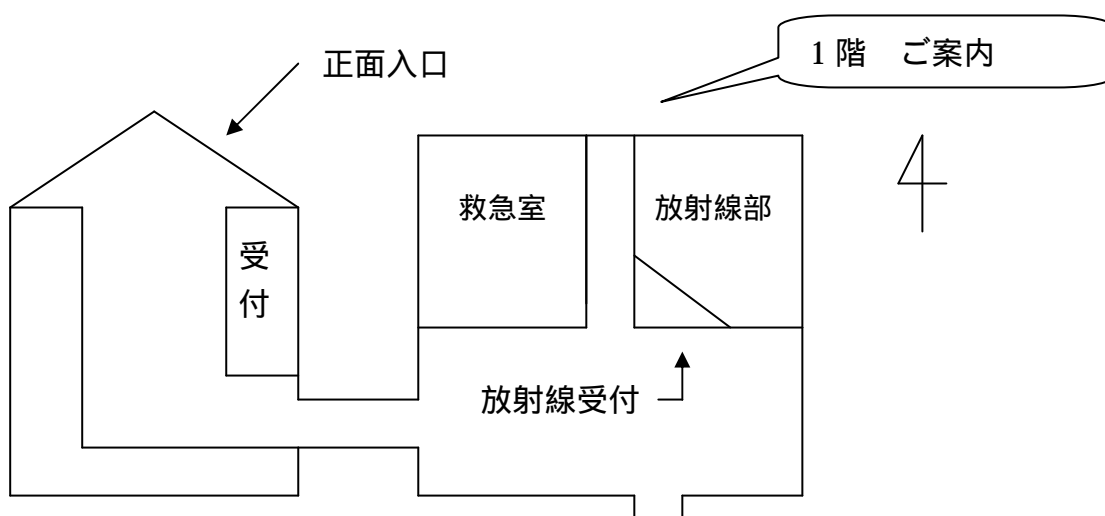 1階 ご案内
正面入口
救急室
放射線部
受
付
放射線受付